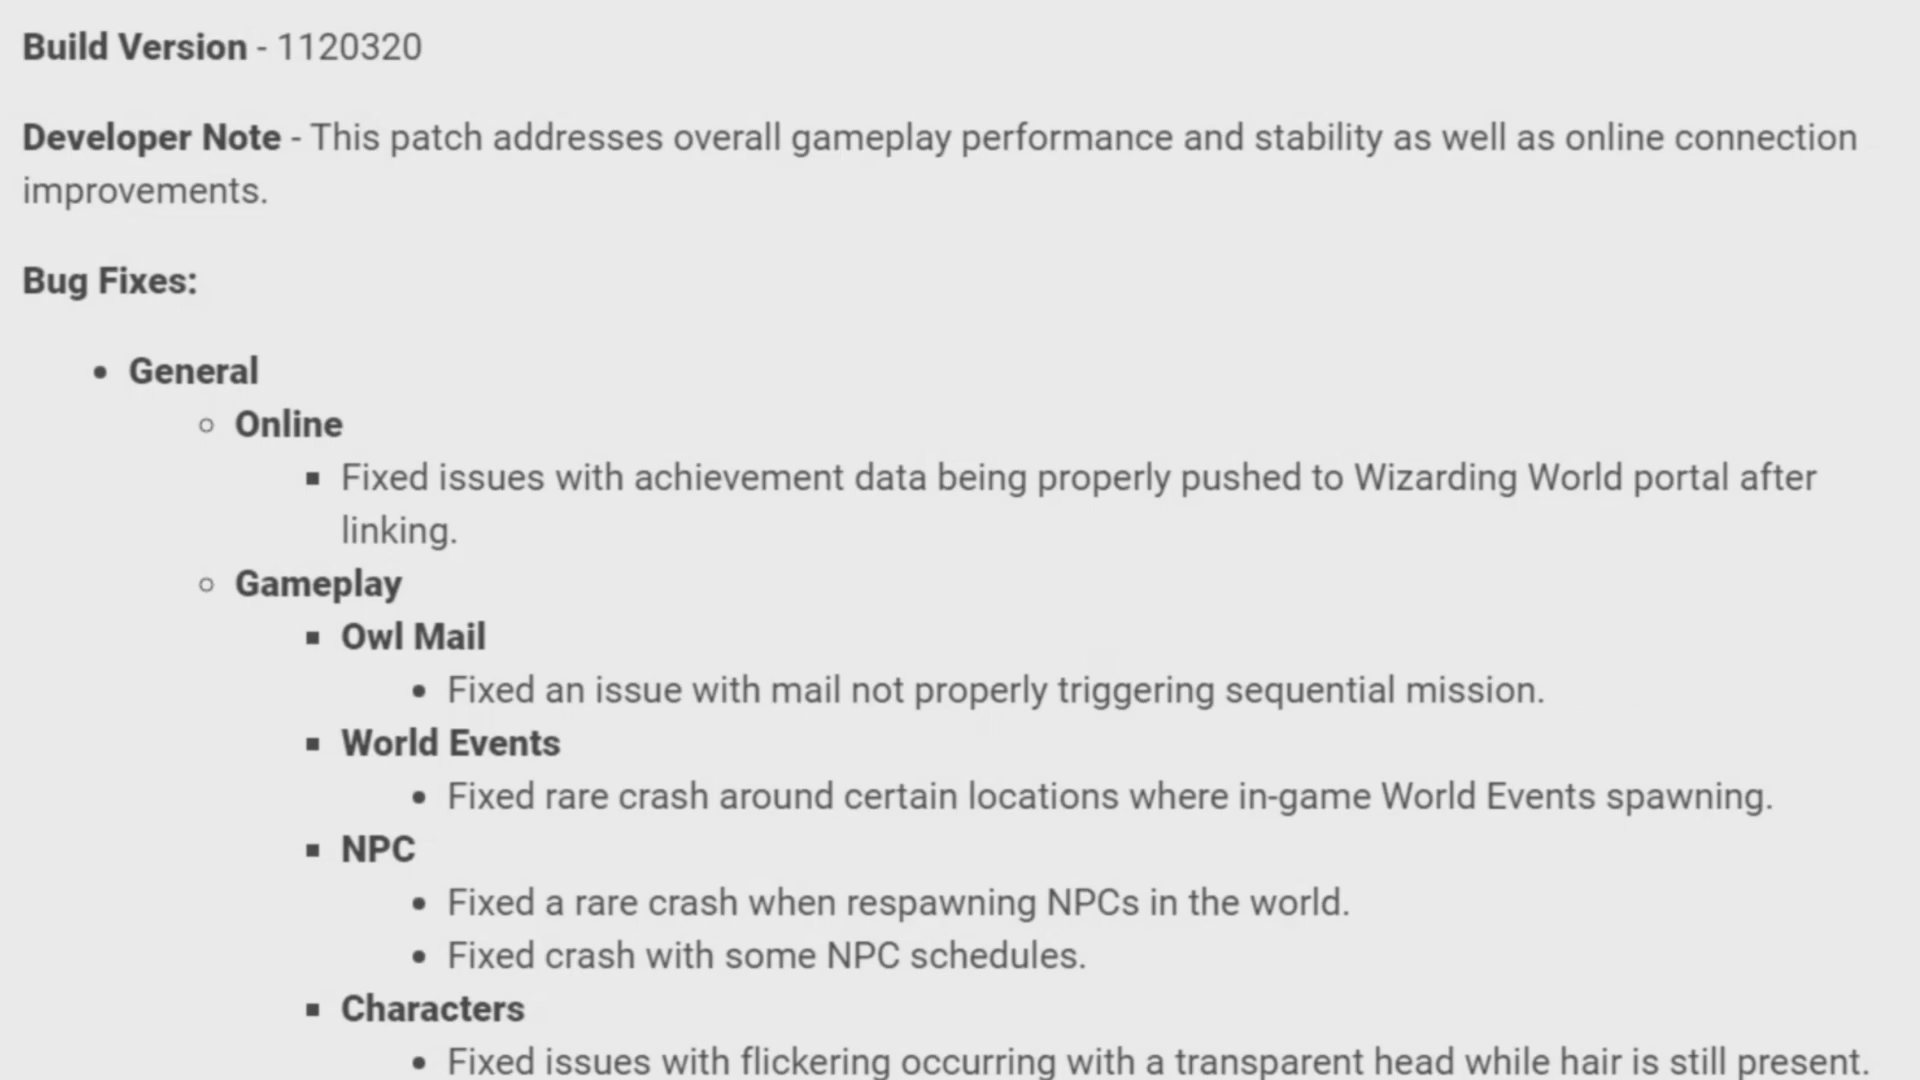 Build Version - 1120320
Developer Note - This patch addresses overall gameplay performance and stability as well as online connection
improvements.
Bug Fixes:
• General
○ Online
▪ Fixed issues with achievement data being properly pushed to Wizarding World portal after
linking.
○ Gameplay
▪ Owl Mail
• Fixed an issue with mail not properly triggering sequential mission.
▪ World Events
• Fixed rare crash around certain locations where in-game World Events spawning.
▪ NPC
• Fixed a rare crash when respawning NPCs in the world.
• Fixed crash with some NPC schedules.
▪ Characters
• Fixed issues with flickering occurring with a transparent head while hair is still present.